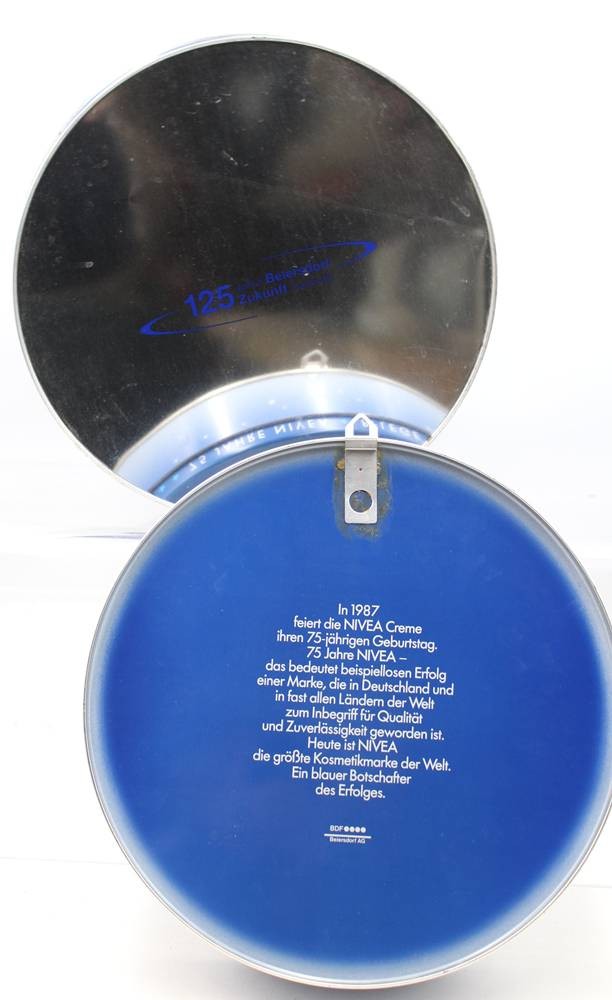 125 Jahre Beiersdorf
Zukunft
75 JAHRE NIVEA
In 1987
feiert die NIVEA Creme
ihren 75-jährigen Geburtstag.
75 Jahre NIVEA –
das bedeutet beispiellosen Erfolg
einer Marke, die in Deutschland und
in fast allen Ländern der Welt
zum Inbegriff für Qualität
und Zuverlässigkeit geworden ist.
Heute ist NIVEA
die größte Kosmetikmarke der Welt.
Ein blauer Botschafter
des Erfolges.
BDF
Beiersdorf AG